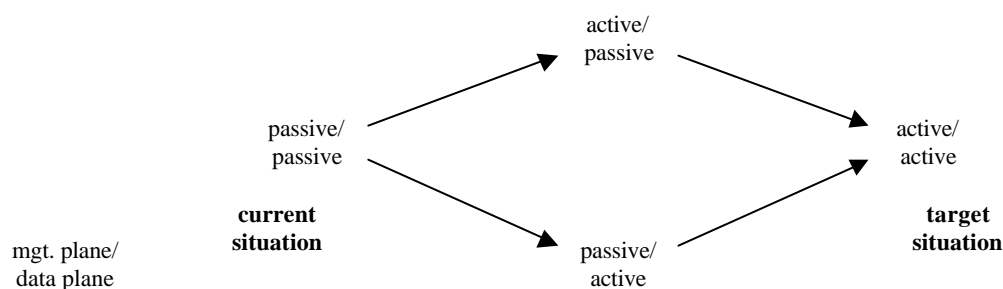 active/
passive
passive/
passive
active/
active
current
situation
target
situation
mgt. plane/
data plane
passive/
active